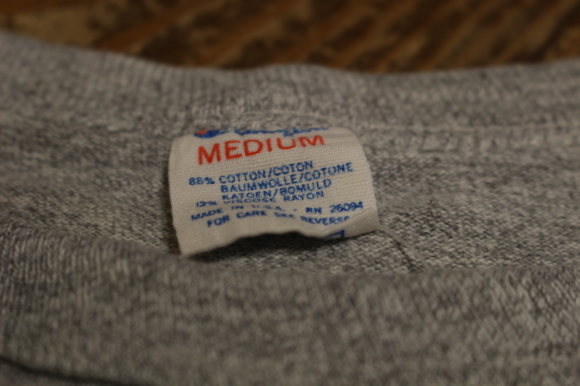 MEDIUM
88% COTTON/COTON
BAUMWOLLE/COTONE
KATOEN/BOMULD
12% VISCOSE RAYON
MADE IN U.S.A. - RN 26094
FOR CARE SEE REVERSE